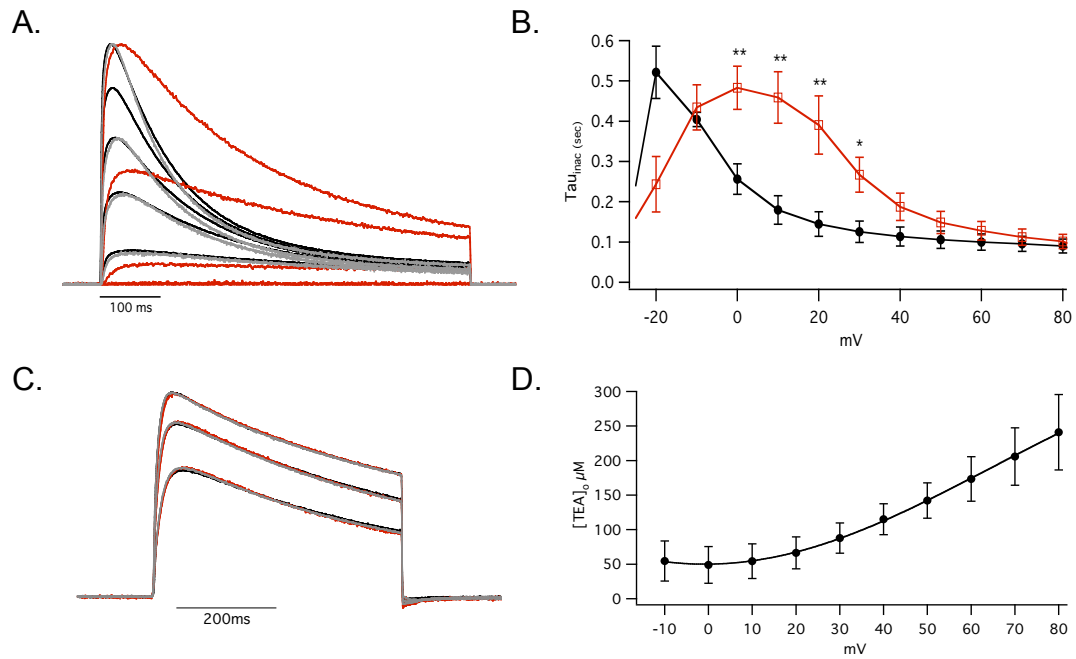 A.
100 ms
B.
0.6
0.5
0.4
0.3
0.2
0.1
0.0
Tau inac (sec)
** ** ** *
-20 0 20 40 60 80
mV
C.
200ms
D.
300
250
200
150
100
50
0
[TEA]o µM
-10 0 10 20 30 40 50 60 70 80
mV